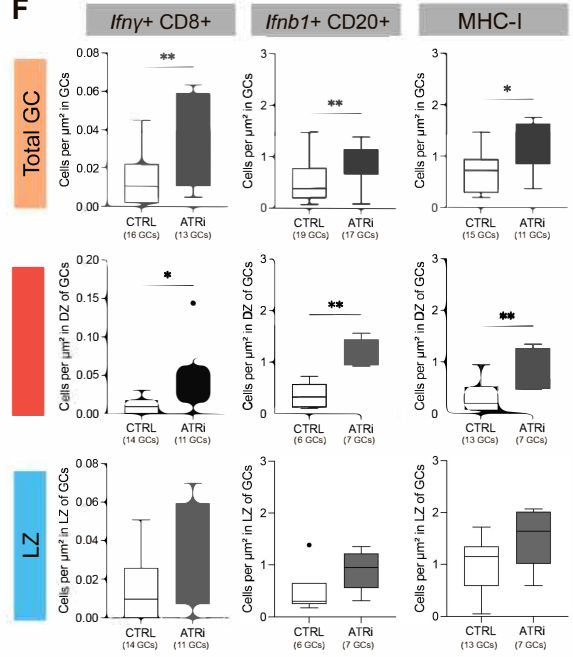 F
Ifnγ+ CD8+
Ifnb1+ CD20+
MHC-I
Total GC
Cells per µm² in GCs
0.08
0.06
0.04
0.02
0.00
**
CTRL
ATRi
(16 GCs)
(13 GCs)
Cells per µm² in GCs
3
2
1
0
**
CTRL
ATRi
(19 GCs)
(17 GCs)
Cells per µm² in GCs
3
2
1
0
*
CTRL
ATRi
(15 GCs)
(11 GCs)
Cells per µm² in DZ of GCs
0.20
0.15
0.10
0.05
0.00
*
CTRL
ATRi
(14 GCs)
(11 GCs)
Cells per µm² in DZ of GCs
3
2
1
0
**
CTRL
ATRi
(6 GCs)
(7 GCs)
Cells per µm² in DZ of GCs
3
2
1
0
**
CTRL
ATRi
(13 GCs)
(7 GCs)
LZ
Cells per µm² in LZ of GCs
0.08
0.06
0.04
0.02
0.00
CTRL
ATRi
(14 GCs)
(11 GCs)
Cells per µm² in LZ of GCs
3
2
1
0
CTRL
ATRi
(6 GCs)
(7 GCs)
Cells per µm² in LZ of GCs
3
2
1
0
CTRL
ATRi
(13 GCs)
(7 GCs)